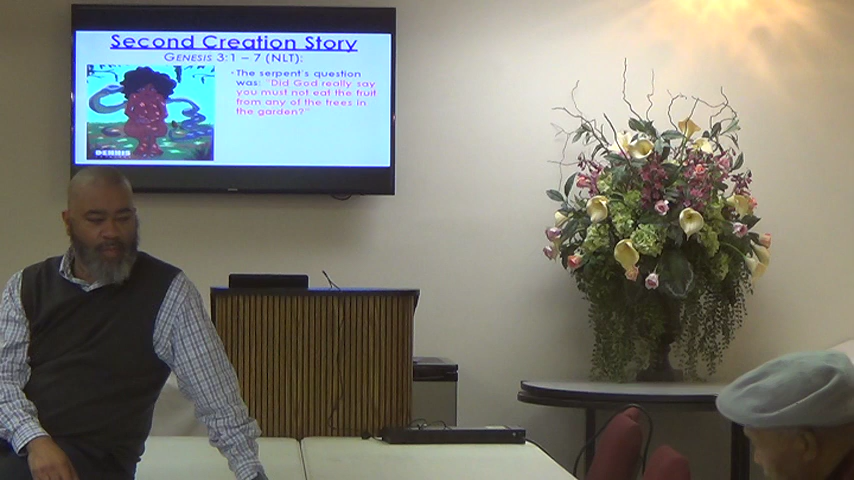 Second Creation Story
GENESIS 3:1 – 7 (NLT):
• The serpent's question
was: "Did God really say
you must not eat the fruit
from any of the trees in
the garden?"
DENNIS